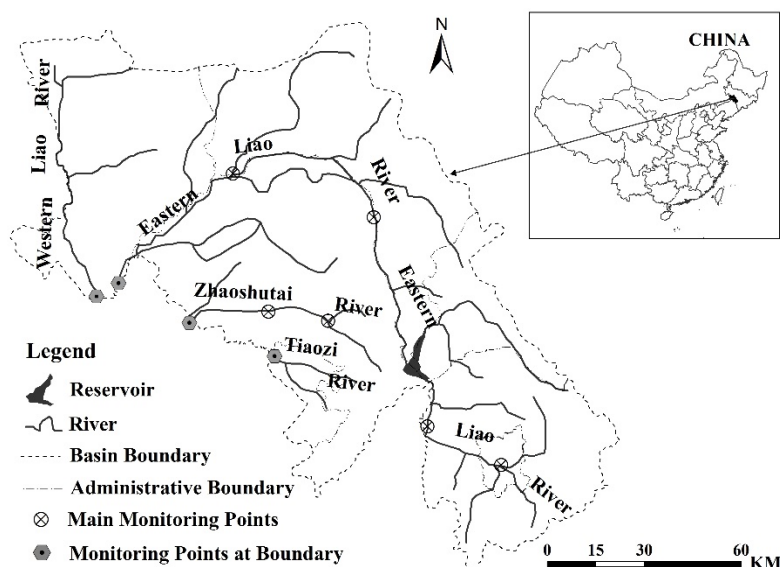 N
CHINA
Western Liao River
Eastern Liao River
Eastern
Zhaoshutai River
Tiaozi River
Liao River
Legend
Reservoir
River
Basin Boundary
Administrative Boundary
Main Monitoring Points
Monitoring Points at Boundary
0 15 30 60 KM